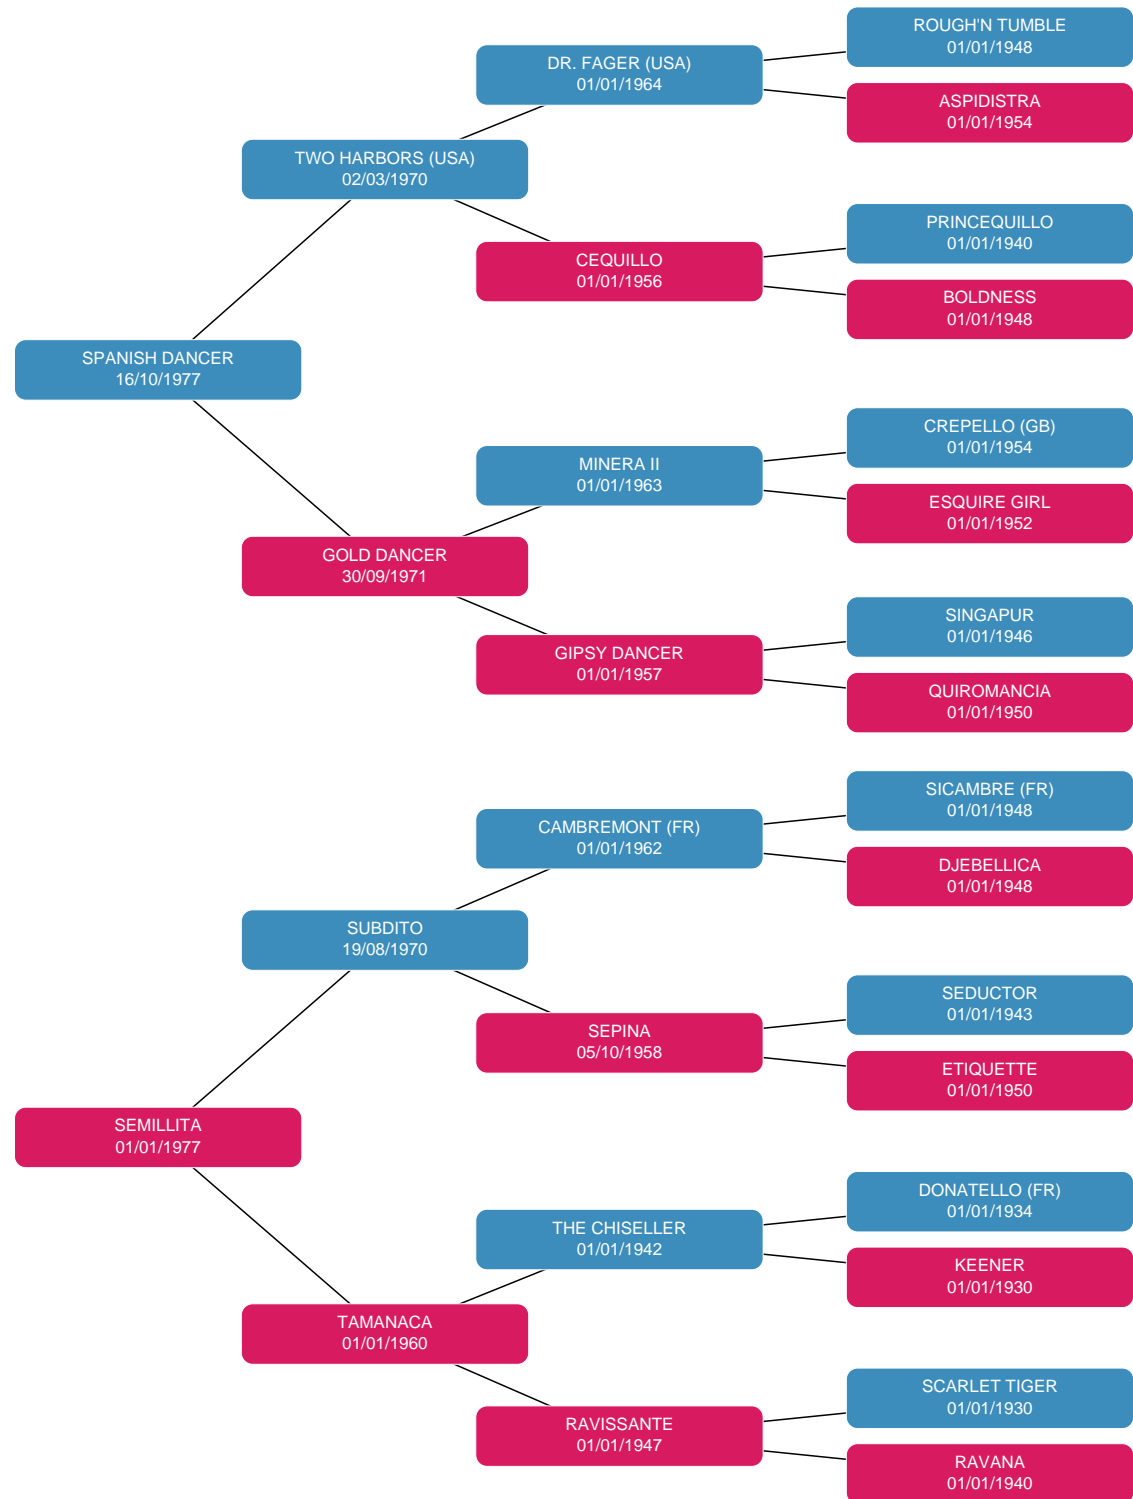 ROUGH'N TUMBLE
01/01/1948
DR. FAGER (USA)
01/01/1964
ASPIDISTRA
01/01/1954
TWO HARBORS (USA)
02/03/1970
PRINCEQUILLO
01/01/1940
CEQUILLO
01/01/1956
BOLDNESS
01/01/1948
SPANISH DANCER
16/10/1977
CREPELLO (GB)
01/01/1954
MINERA II
01/01/1963
ESQUIRE GIRL
01/01/1952
GOLD DANCER
30/09/1971
SINGAPUR
01/01/1946
GIPSY DANCER
01/01/1957
QUIROMANCIA
01/01/1950
SICAMBRE (FR)
01/01/1948
CAMBREMONT (FR)
01/01/1962
DJEBELLICA
01/01/1948
SUBDITO
19/08/1970
SEDUCTOR
01/01/1943
SEPINA
05/10/1958
ETIQUETTE
01/01/1950
SEMILLITA
01/01/1977
DONATELLO (FR)
01/01/1934
THE CHISELLER
01/01/1942
KEENER
01/01/1930
TAMANACA
01/01/1960
SCARLET TIGER
01/01/1930
RAVISSANTE
01/01/1947
RAVANA
01/01/1940